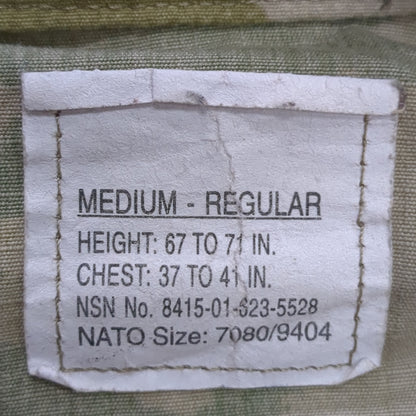 MEDIUM - REGULAR
HEIGHT: 67 TO 71 IN.
CHEST: 37 TO 41 IN.
NSN No. 8415-01-623-5528
NATO Size: 7080/9404